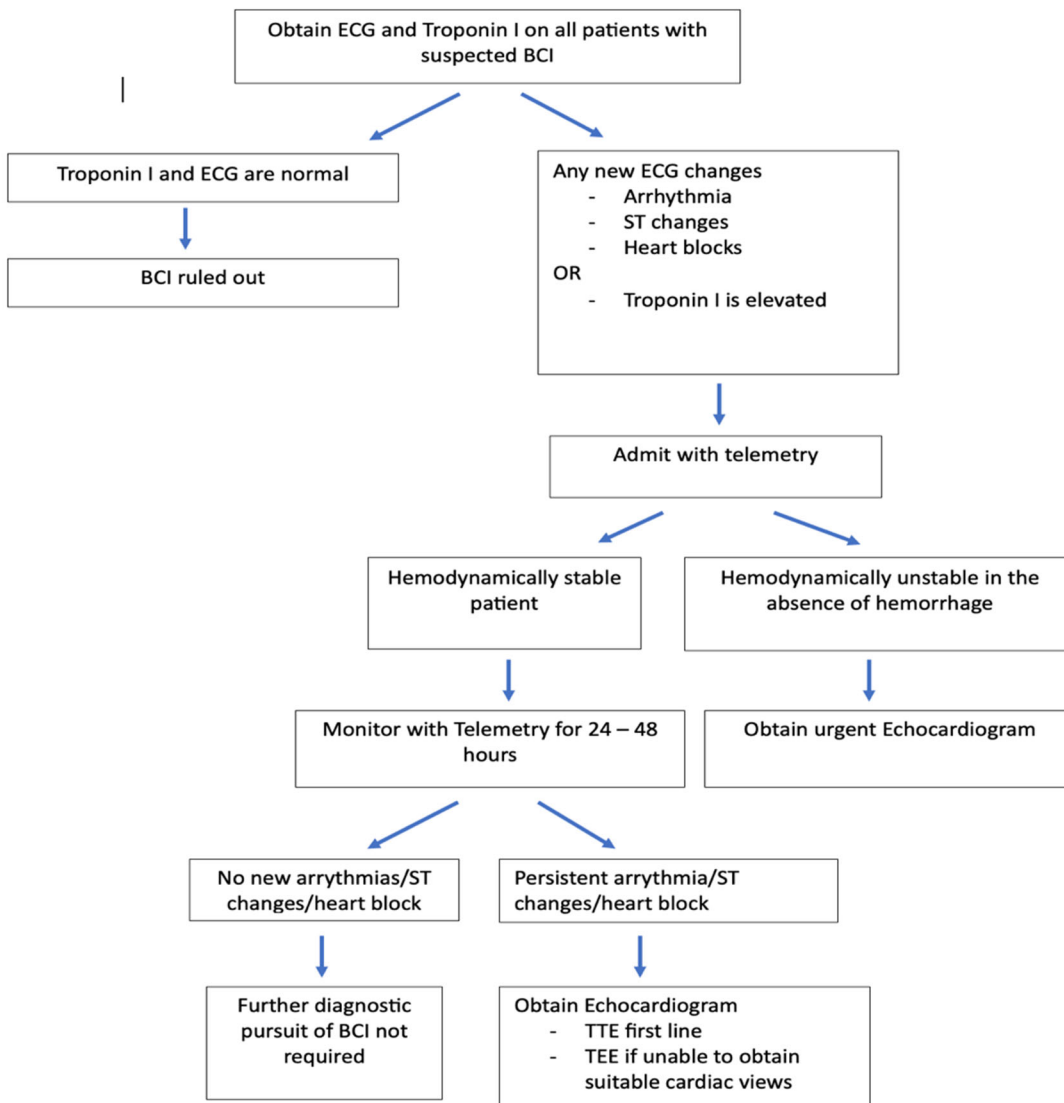 Obtain ECG and Troponin I on all patients with
suspected BCI
Troponin I and ECG are normal
BCI ruled out
Any new ECG changes
- Arrhythmia
- ST changes
- Heart blocks
OR
- Troponin I is elevated
Admit with telemetry
Hemodynamically stable
patient
Hemodynamically unstable in the
absence of hemorrhage
Monitor with Telemetry for 24 – 48
hours
Obtain urgent Echocardiogram
No new arrythmias/ST
changes/heart block
Persistent arrythmia/ST
changes/heart block
Further diagnostic
pursuit of BCI not
required
Obtain Echocardiogram
- TTE first line
- TEE if unable to obtain
suitable cardiac views